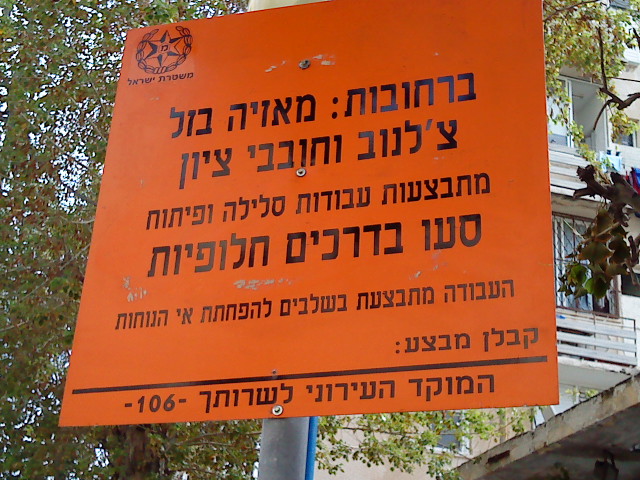 משטרת ישראל
ברחובות: מאזיה בזל
צ'לנוב וחובבי ציון
מתבצעות עבודות סלילה ופיתוח
סעו בדרכים חלופיות
העבודה מתבצעת בשלבים להפחתת אי הנוחות
קבלן מבצע:
המוקד העירוני לשרותך -106-